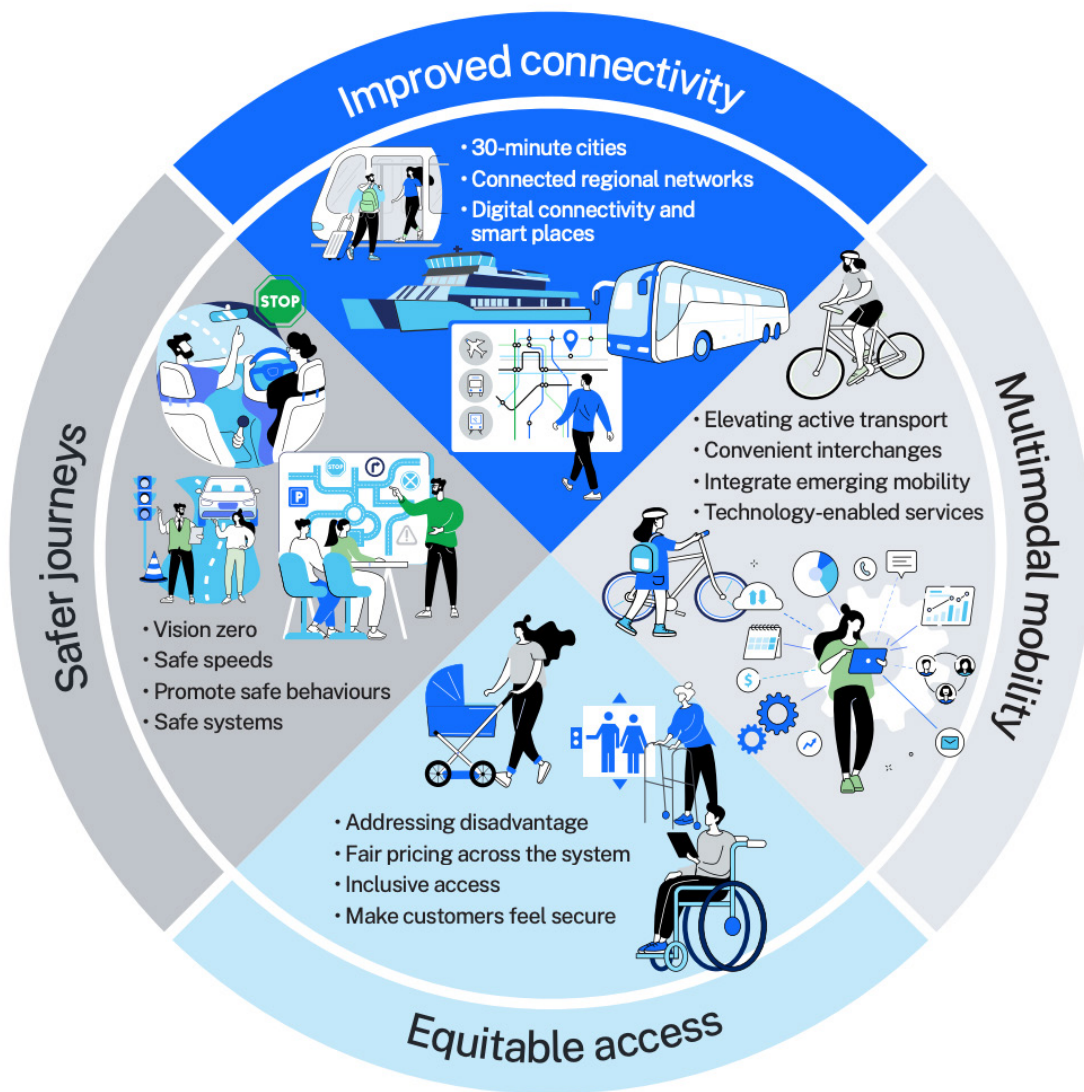 Improved connectivity
• 30-minute cities
• Connected regional networks
• Digital connectivity and
smart places
Multimodal mobility
• Elevating active transport
• Convenient interchanges
• Integrate emerging mobility
• Technology-enabled services
$
Safer journeys
STOP
STOP
P
• Vision zero
• Safe speeds
• Promote safe behaviours
• Safe systems
• Addressing disadvantage
• Fair pricing across the system
• Inclusive access
• Make customers feel secure
Equitable access